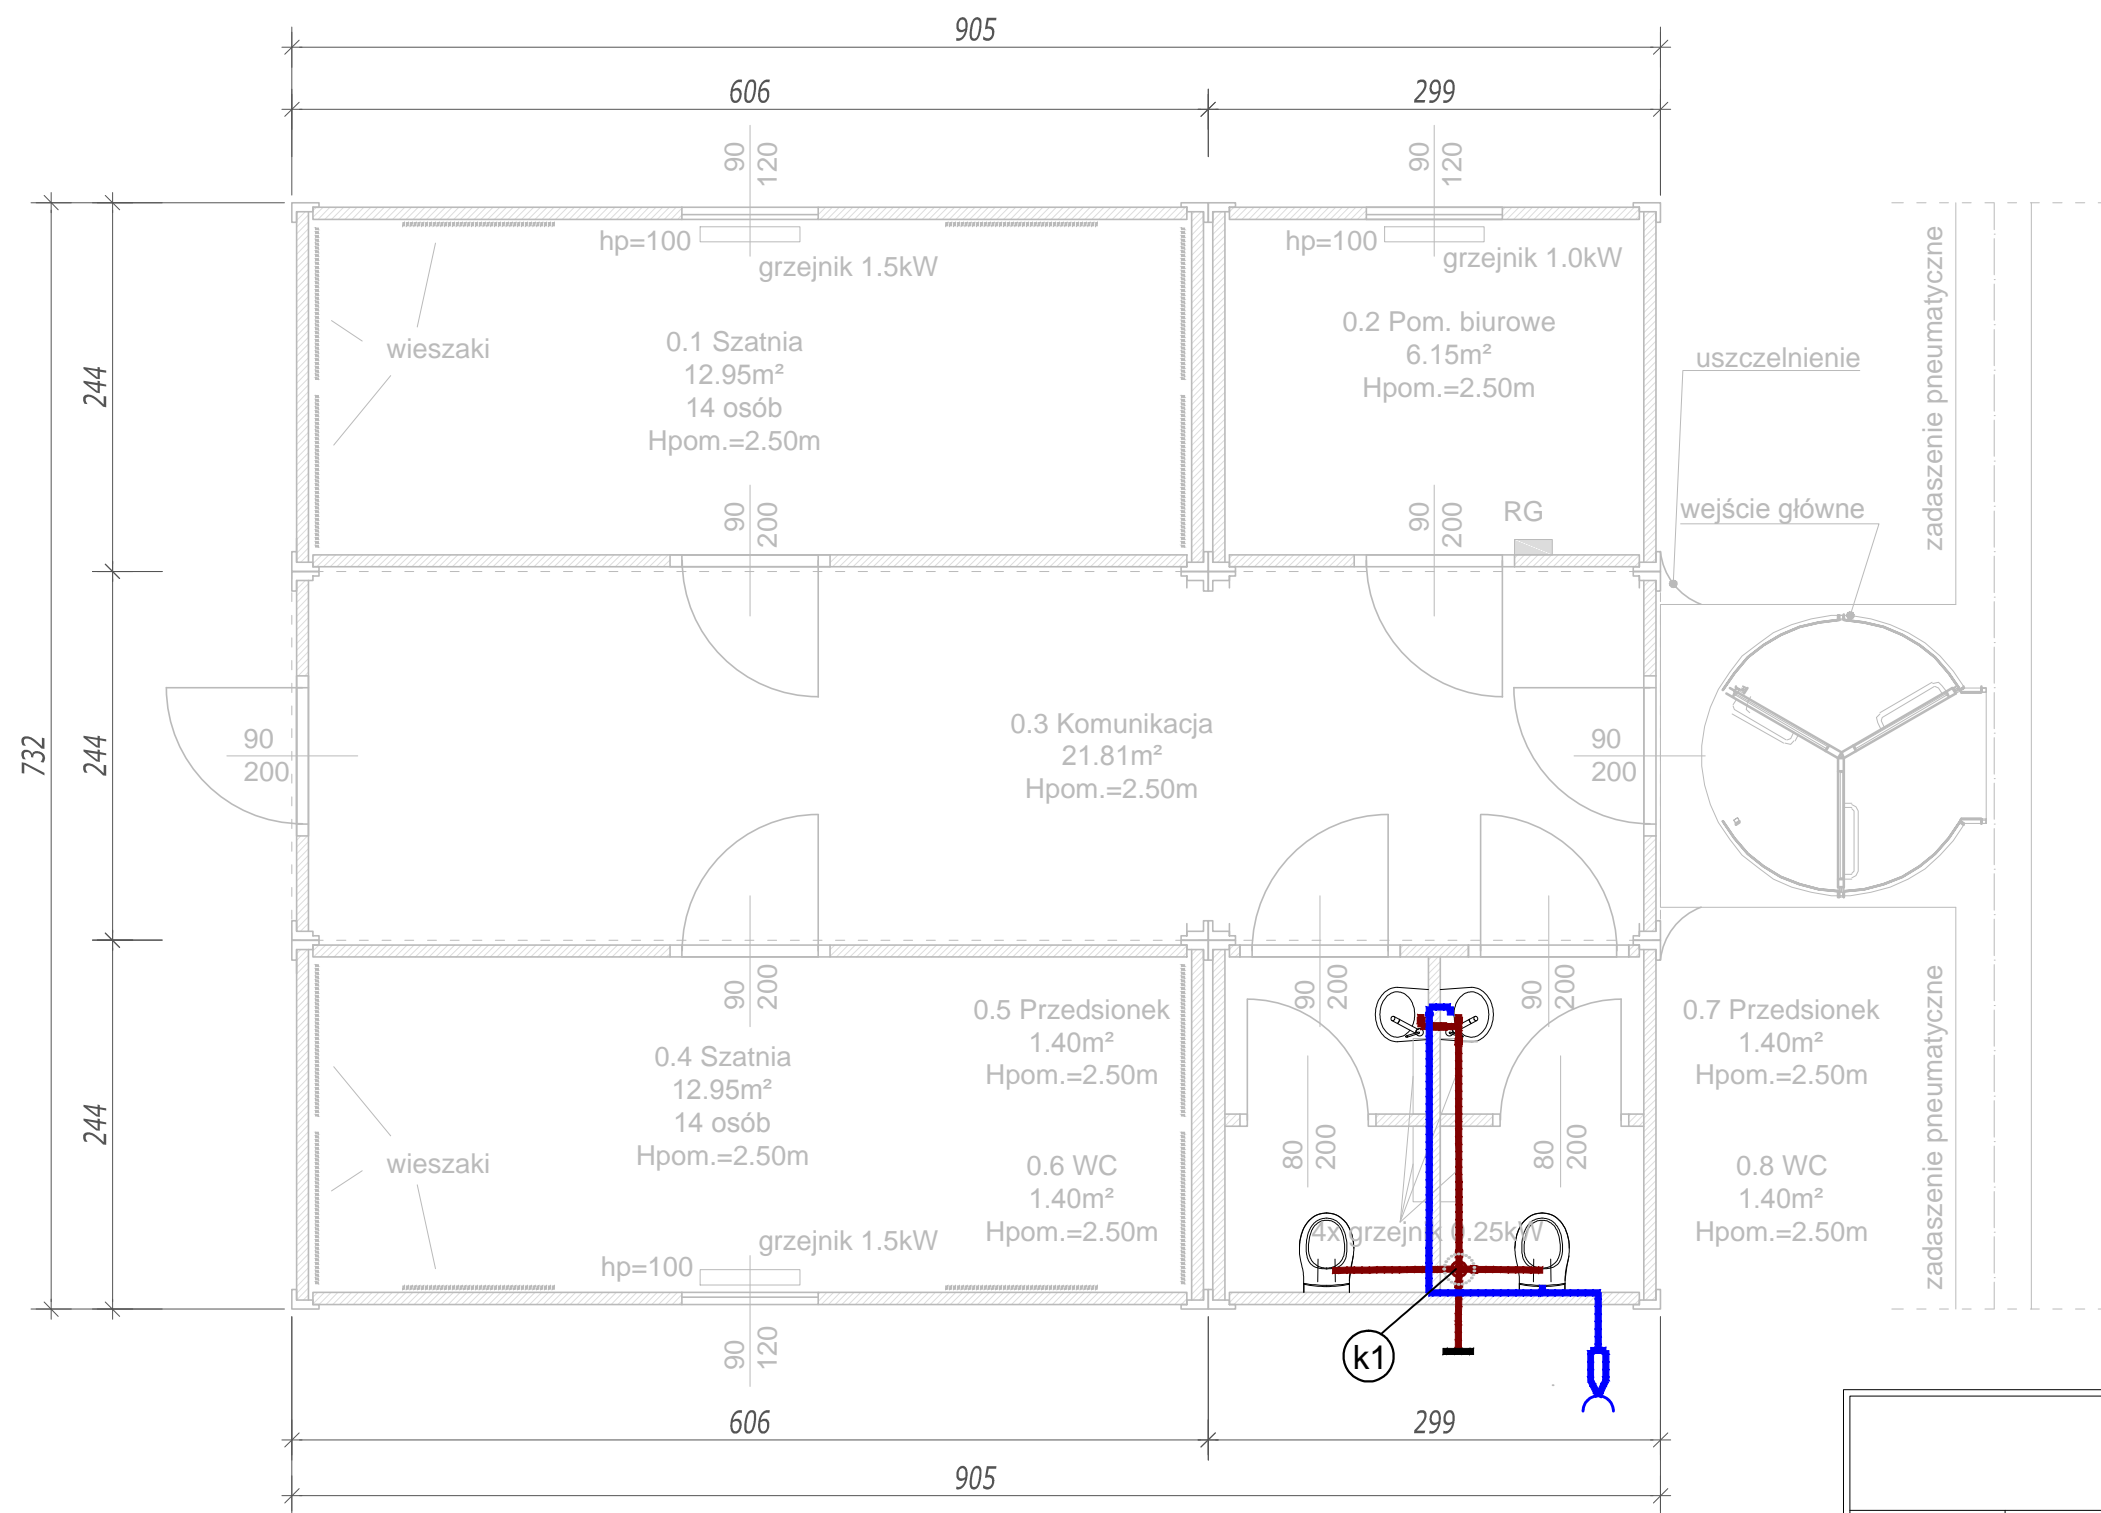 905
606
299
90
120
90
120
hp=100
grzejnik 1.5kW
hp=100
grzejnik 1.0kW
wieszaki
0.1 Szatnia
12.95m²
14 osób
Hpom.=2.50m
0.2 Pom. biurowe
6.15m²
Hpom.=2.50m
uszczelnienie
zadaszenie pneumatyczne
244
90
200
90
200
RG
wejście główne
732
244
90
200
0.3 Komunikacja
21.81m²
Hpom.=2.50m
90
200
90
200
90
200
90
200
0.5 Przedsionek
1.40m²
Hpom.=2.50m
0.7 Przedsionek
1.40m²
Hpom.=2.50m
zadaszenie pneumatyczne
244
0.4 Szatnia
12.95m²
14 osób
Hpom.=2.50m
wieszaki
80
200
80
200
0.6 WC
1.40m²
Hpom.=2.50m
0.8 WC
1.40m²
Hpom.=2.50m
4x grzejnik 0.25kW
grzejnik 1.5kW
hp=100
90
120
k1
606
299
905